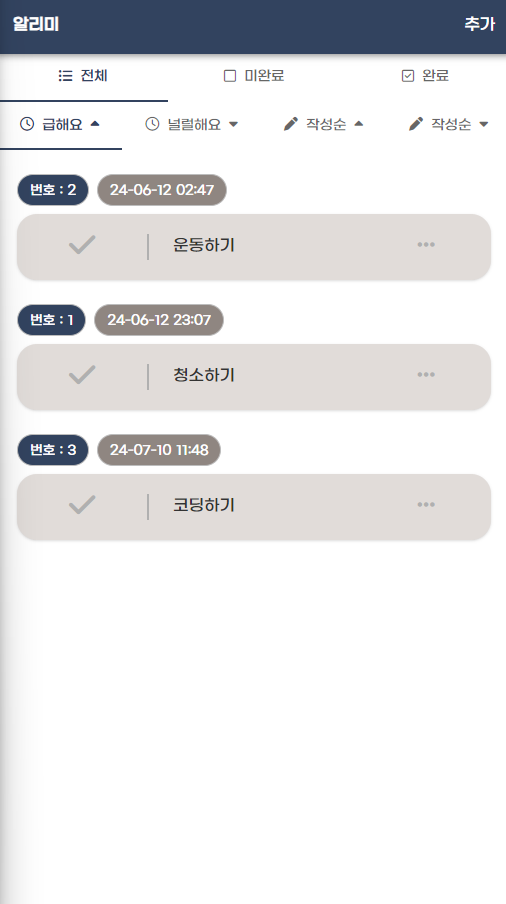 알리미 추가
전체 미완료 완료
급해요 널럴해요 작성순 작성순
번호 : 2 24-06-12 02:47
운동하기
번호 : 1 24-06-12 23:07
청소하기
번호 : 3 24-07-10 11:48
코딩하기